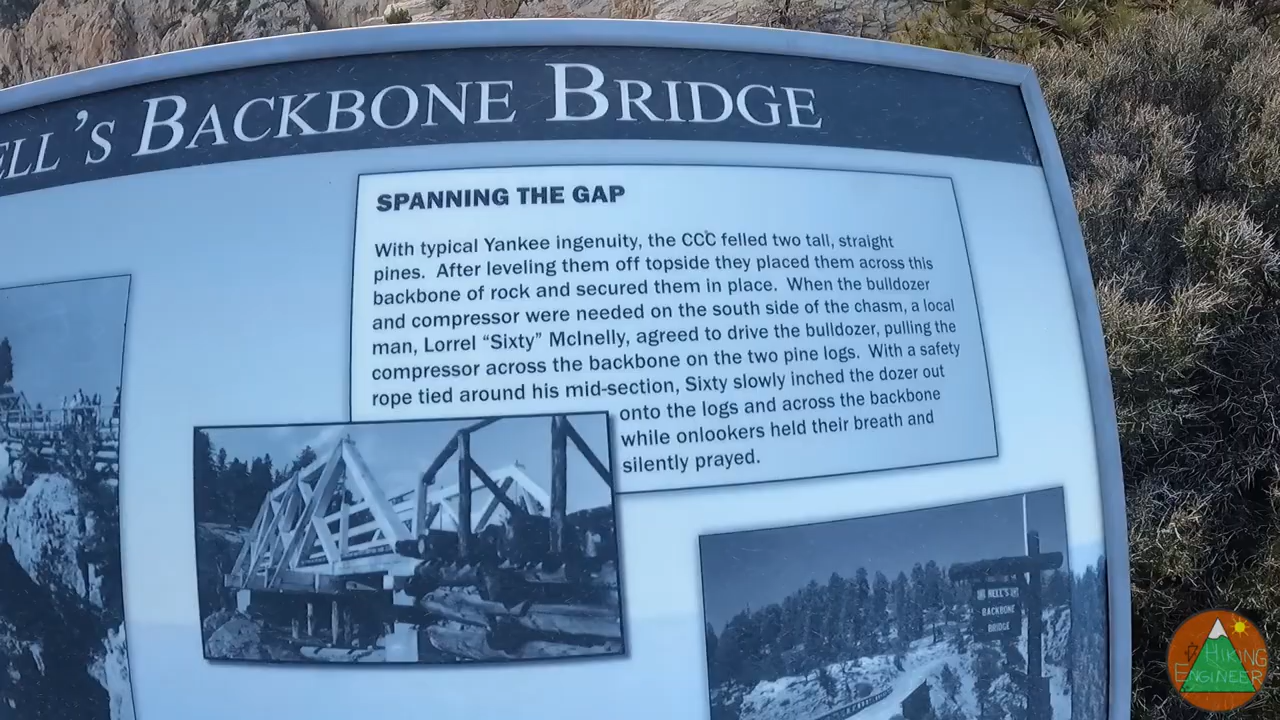 ELL'S BACKBONE BRIDGE
SPANNING THE GAP
With typical Yankee ingenuity, the CCC felled two tall, straight
pines. After leveling them off topside they placed them across this
backbone of rock and secured them in place. When the bulldozer
and compressor were needed on the south side of the chasm, a local
man, Lorrel “Sixty” McInelly, agreed to drive the bulldozer, pulling the
compressor across the backbone on the two pine logs. With a safety
rope tied around his mid-section, Sixty slowly inched the dozer out
onto the logs and across the backbone
while onlookers held their breath and
silently prayed.
HELL'S
BACKBONE
BRIDGE
HIKING
ENGINEER